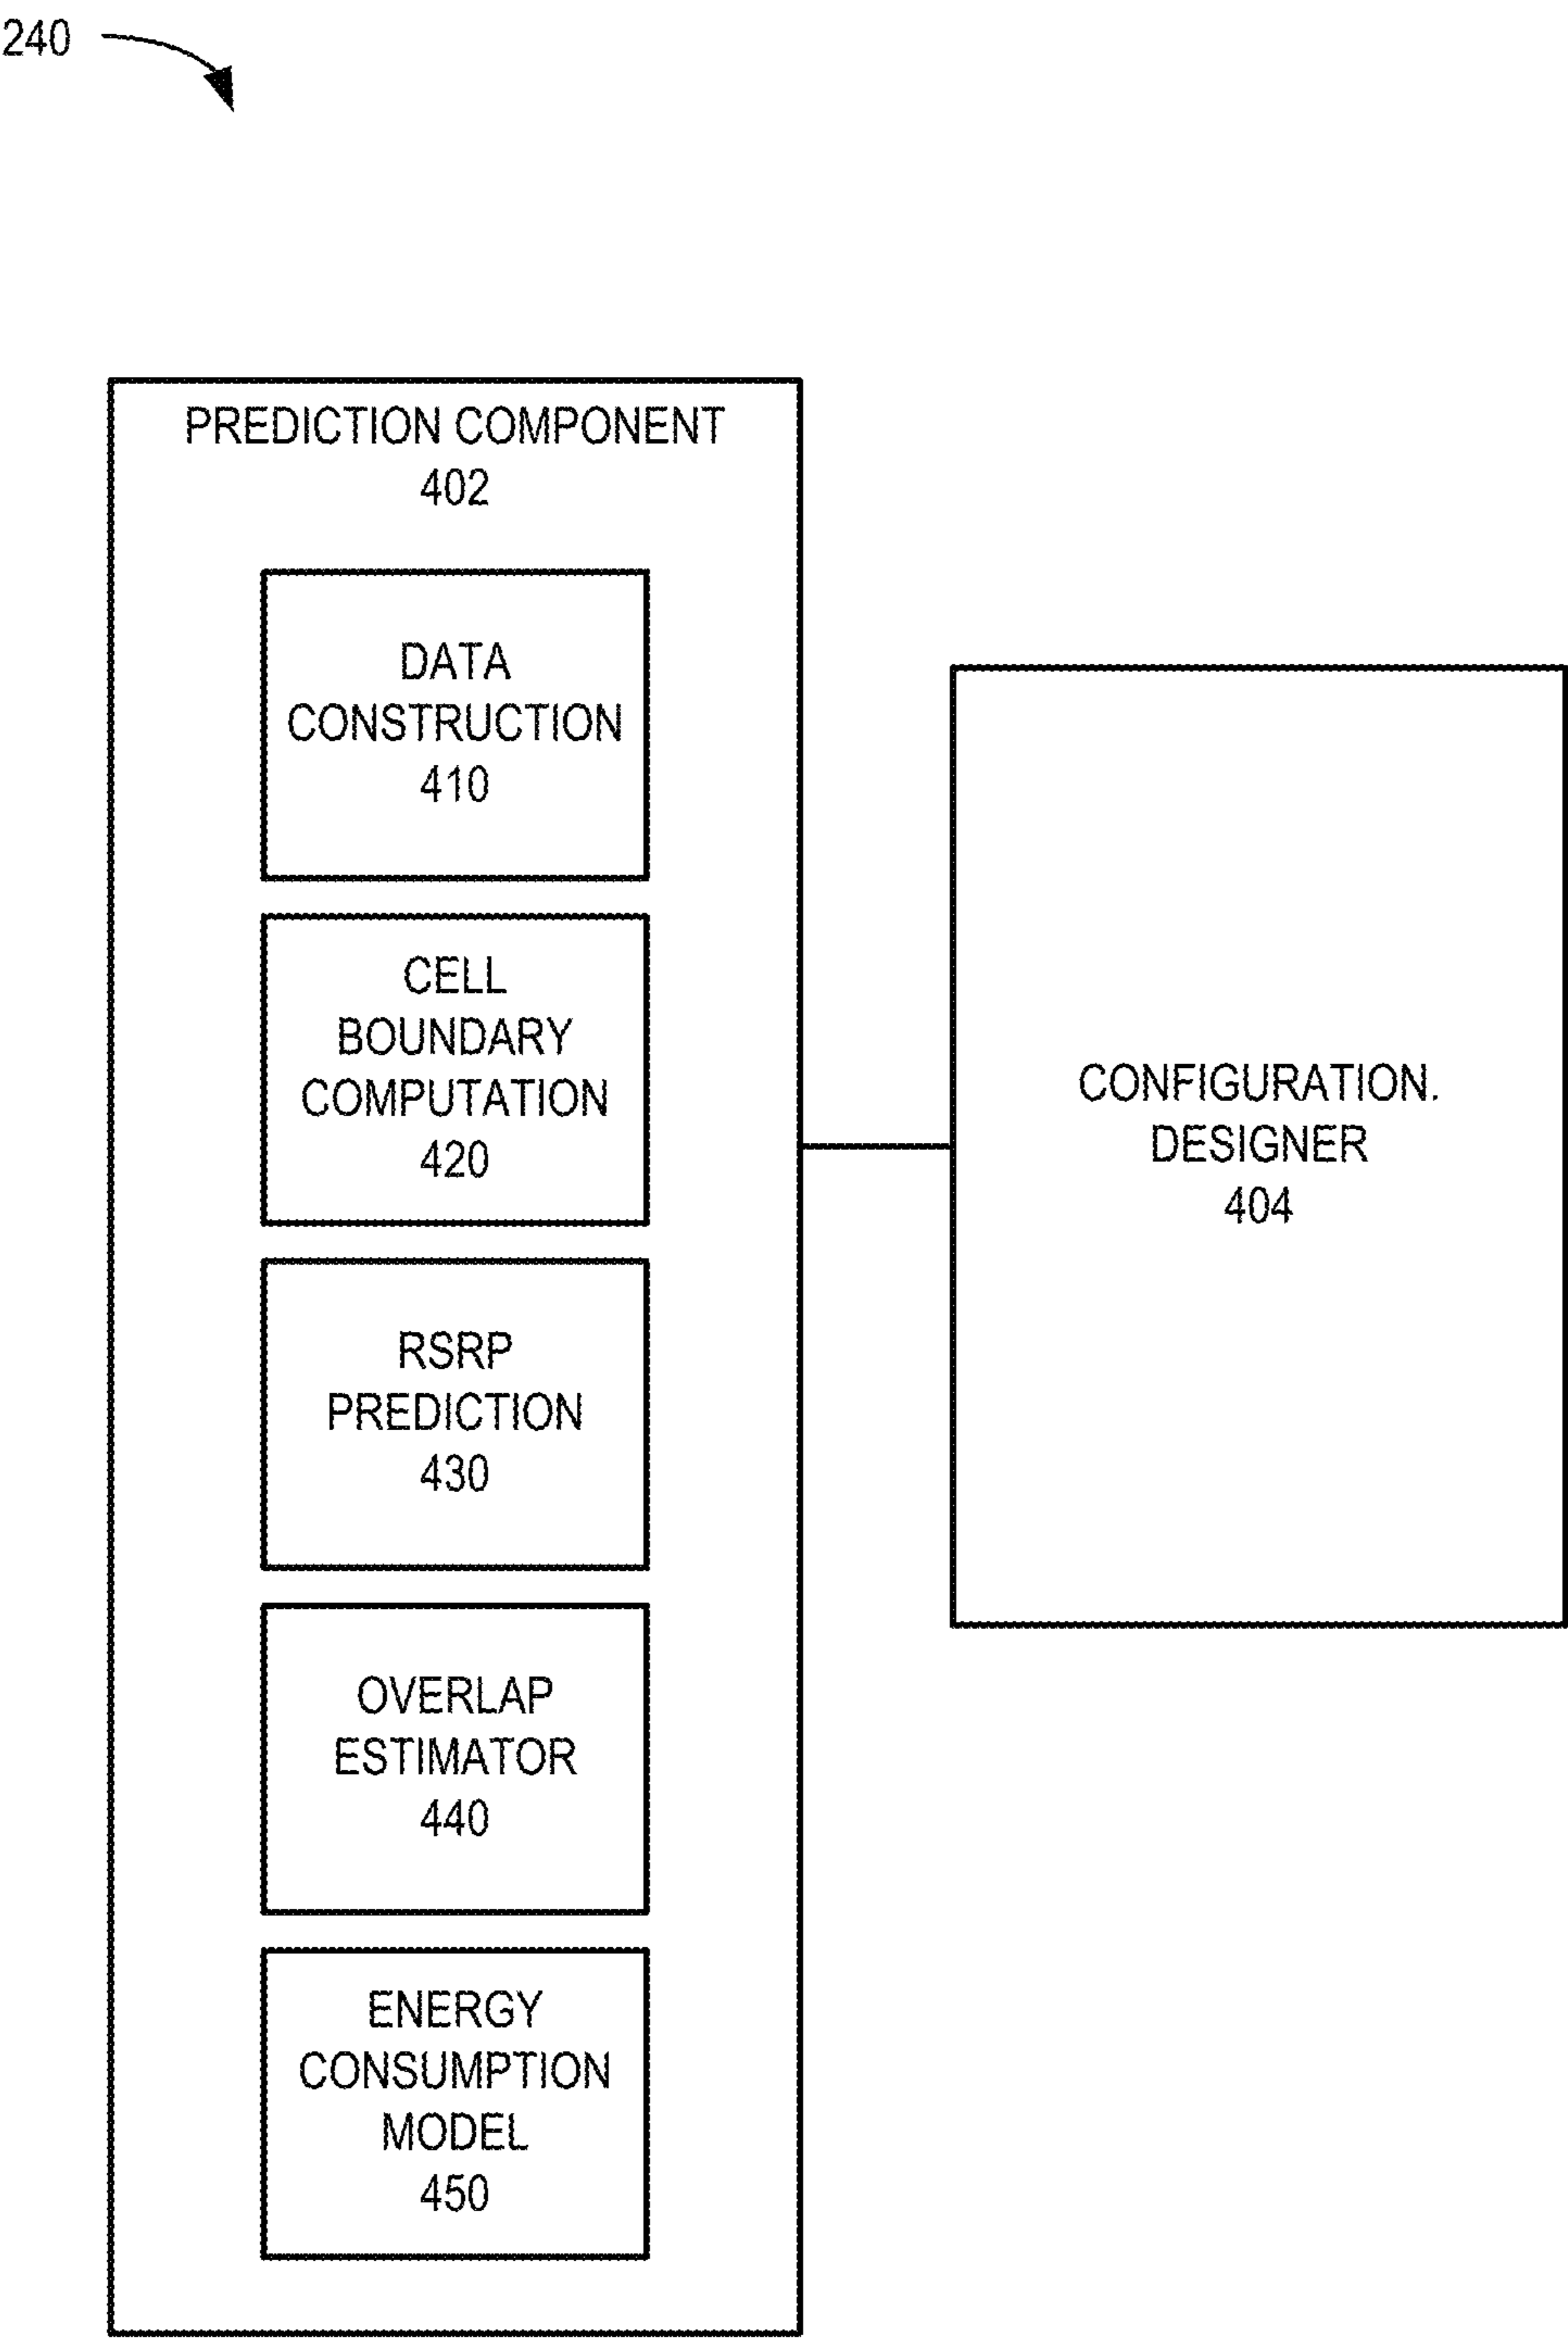 240
PREDICTION COMPONENT
402
DATA
CONSTRUCTION
410
CELL
BOUNDARY
COMPUTATION
420
RSRP
PREDICTION
430
OVERLAP
ESTIMATOR
440
ENERGY
CONSUMPTION
MODEL
450
CONFIGURATION.
DESIGNER
404